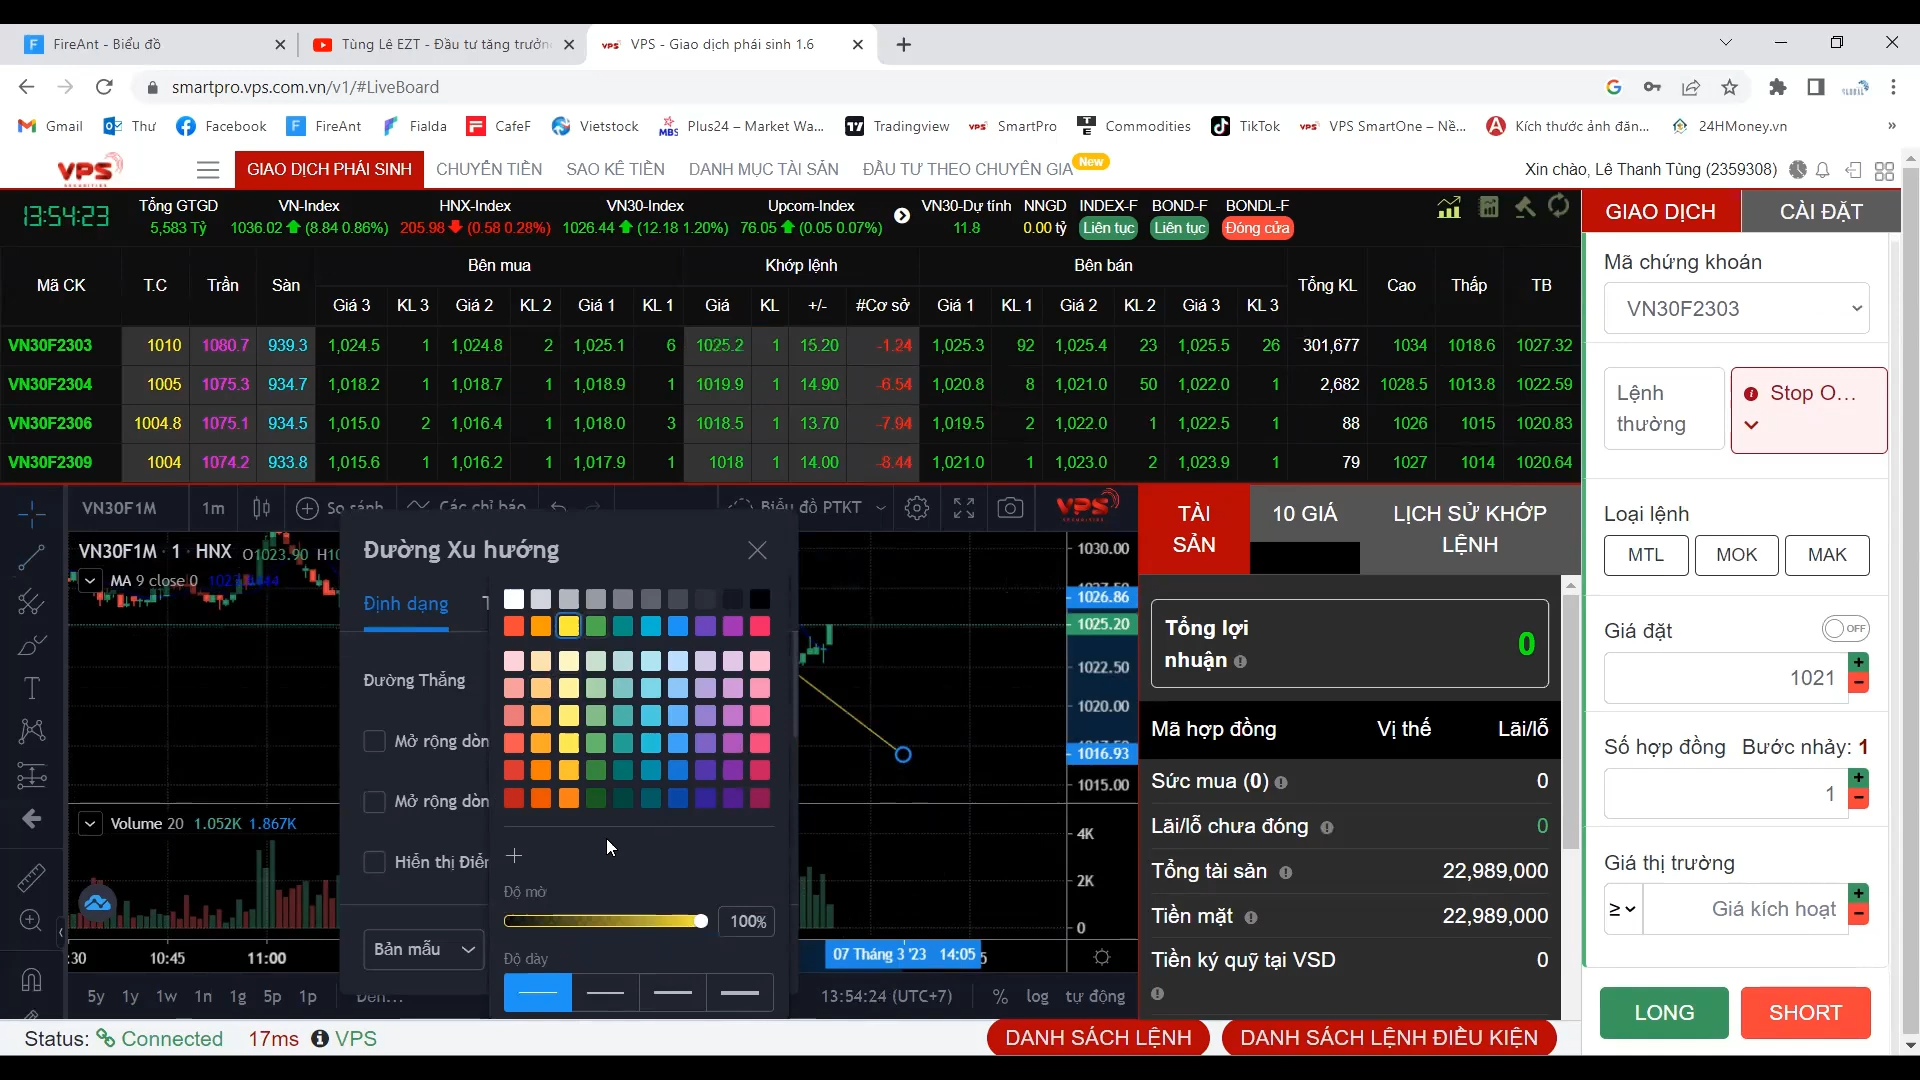 FireAnt - Biểu đồ
Tùng Lê EZT - Đầu tư tăng trưởn
VPS - Giao dịch phái sinh 1.6
smartpro.vps.com.vn/v1/#LiveBoard
Gmail Thư Facebook FireAnt Fialda CafeF Vietstock Plus24 – Market Wa... Tradingview SmartPro Commodities TikTok VPS SmartOne – Nề... Kích thước ảnh đăn... 24HMoney.vn
VPS GIAO DỊCH PHÁI SINH CHUYỂN TIỀN SAO KÊ TIỀN DANH MỤC TÀI SẢN ĐẦU TƯ THEO CHUYÊN GIA New Xin chào, Lê Thanh Tùng (2359308)
13:54:23 Tổng GTGD VN-Index HNX-Index VN30-Index Upcom-Index VN30-Dự tính NNGD INDEX-F BOND-F BONDL-F
5,583 Tỷ 1036.02 (8.84 0.86%) 205.98 (0.58 0.28%) 1026.44 (12.18 1.20%) 76.05 (0.05 0.07%) 11.8 0.00 tỷ Liên tục Liên tục Đóng cửa
Mã CK T.C Trần Sàn Bên mua Khớp lệnh Bên bán Tổng KL Cao Thấp TB
Giá 3 KL 3 Giá 2 KL 2 Giá 1 KL 1 Giá KL +/- #Cơ sở Giá 1 KL 1 Giá 2 KL 2 Giá 3 KL 3
VN30F2303 1010 1080.7 939.3 1,024.5 1 1,024.8 2 1,025.1 6 1025.2 1 15.20 -1.24 1,025.3 92 1,025.4 23 1,025.5 26 301,677 1034 1018.6 1027.32
VN30F2304 1005 1075.3 934.7 1,018.2 1 1,018.7 1 1,018.9 1 1019.9 1 14.90 -6.54 1,020.8 8 1,021.0 50 1,022.0 1 2,682 1028.5 1013.8 1022.59
VN30F2306 1004.8 1075.1 934.5 1,015.0 2 1,016.4 1 1,018.0 3 1018.5 1 13.70 -7.94 1,019.5 2 1,022.0 1 1,022.5 1 88 1026 1015 1020.83
VN30F2309 1004 1074.2 933.8 1,015.6 1 1,016.2 1 1,017.9 1 1018 1 14.00 -8.44 1,021.0 1 1,023.0 2 1,023.9 1 79 1027 1014 1020.64
VN30F1M 1m So sánh Các chỉ báo Biểu đồ PTKT VPS
VN30F1M · 1 · HNX O1023.90 H10
MA 9 close 0
Đường Xu hướng
Định dạng
Đường Thẳng
Mở rộng dòn
Mở rộng dòn
Hiển thị Điể
Bản mẫu
Độ mờ
100%
Độ dày
1030.00
1026.86
1025.20
1022.50
1020.00
1016.93
1015.00
4K
2K
0
Volume 20 1.052K 1.867K
:30 10:45 11:00 07 Tháng 3 '23 14:05
5y 1y 1w 1n 1g 5p 1p 13:54:24 (UTC+7) % log tự động
TÀI SẢN
10 GIÁ
LỊCH SỬ KHỚP LỆNH
Tổng lợi nhuận 0
Mã hợp đồng Vị thế Lãi/lỗ
Sức mua (0) 0
Lãi/lỗ chưa đóng 0
Tổng tài sản 22,989,000
Tiền mặt 22,989,000
Tiền ký quỹ tại VSD 0
GIAO DỊCH CÀI ĐẶT
Mã chứng khoán
VN30F2303
Lệnh thường
Stop O...
Loại lệnh
MTL MOK MAK
Giá đặt OFF
1021
Số hợp đồng Bước nhảy: 1
1
Giá thị trường
≥ Giá kích hoạt
LONG SHORT
Status: Connected 17ms VPS
DANH SÁCH LỆNH DANH SÁCH LỆNH ĐIỀU KIỆN